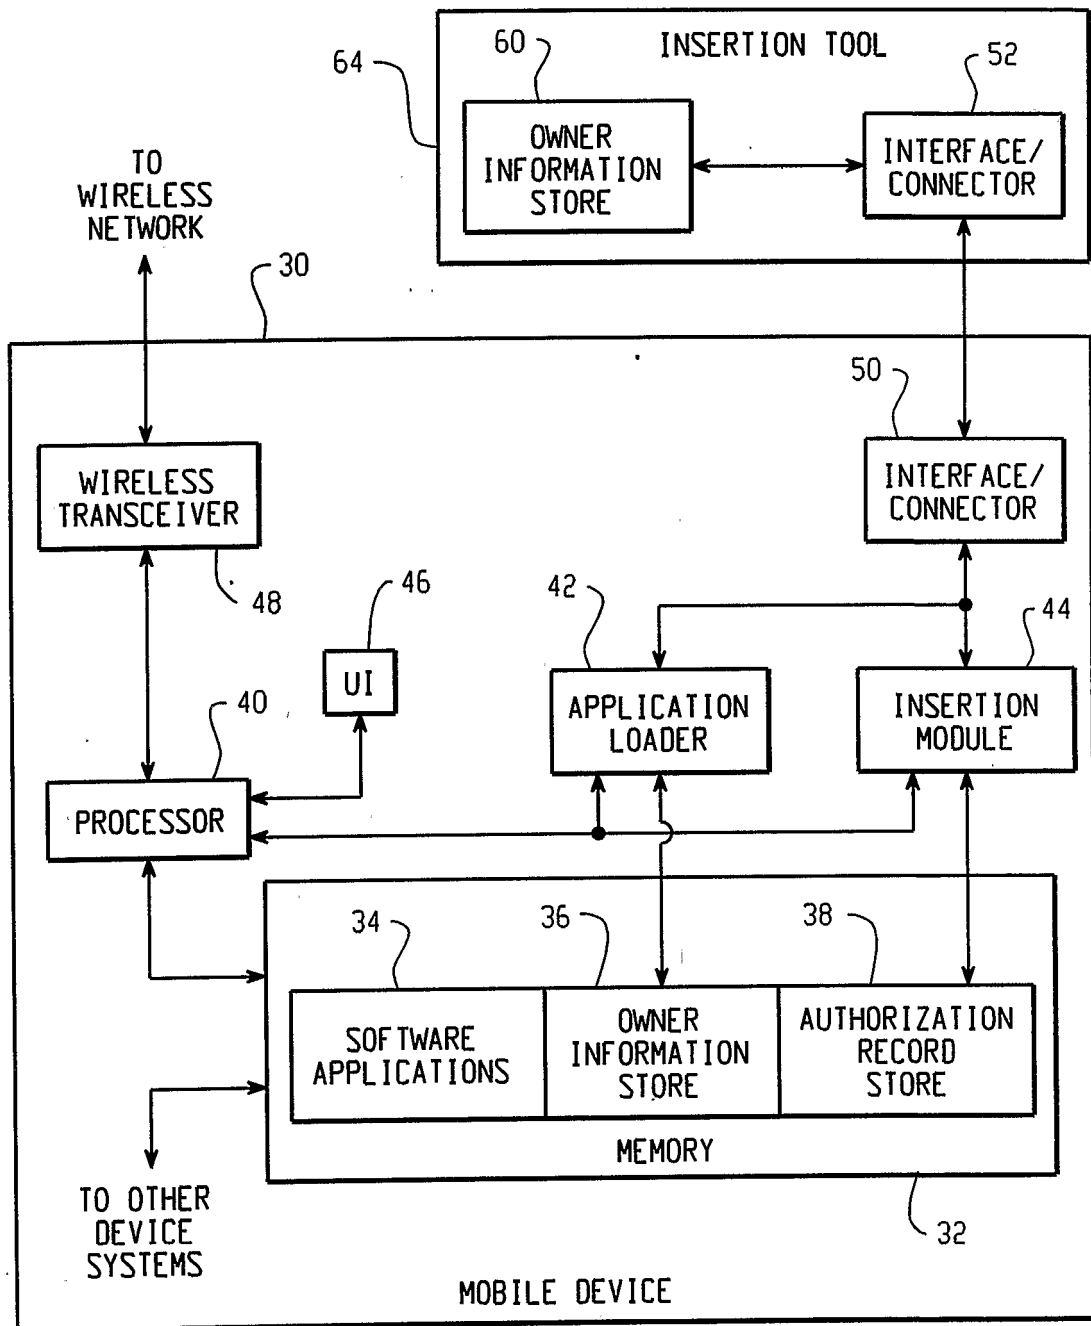 INSERTION TOOL
60
52
64
OWNER
INFORMATION
STORE
INTERFACE/
CONNECTOR
TO
WIRELESS
NETWORK
30
50
WIRELESS
TRANSCEIVER
INTERFACE/
CONNECTOR
48
46
42
44
UI
40
APPLICATION
LOADER
INSERTION
MODULE
PROCESSOR
34
36
38
SOFTWARE
APPLICATIONS
OWNER
INFORMATION
STORE
AUTHORIZATION
RECORD
STORE
MEMORY
32
TO OTHER
DEVICE
SYSTEMS
MOBILE DEVICE